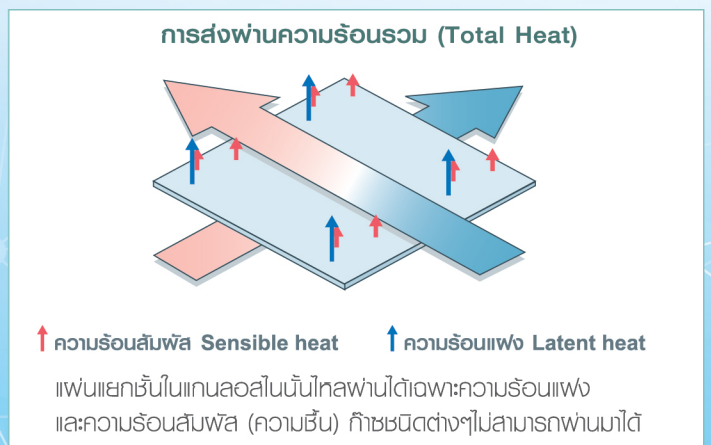 การส่งผ่านความร้อนรวม (Total Heat)
ความร้อนสัมผัส Sensible heat
ความร้อนแฝง Latent heat
แผ่นแยกชั้นในแกนลอสไนนั้นไหลผ่านได้เฉพาะความร้อนแฝง
และความร้อนสัมผัส (ความชื้น) ก๊าซชนิดต่างๆไม่สามารถผ่านมาได้